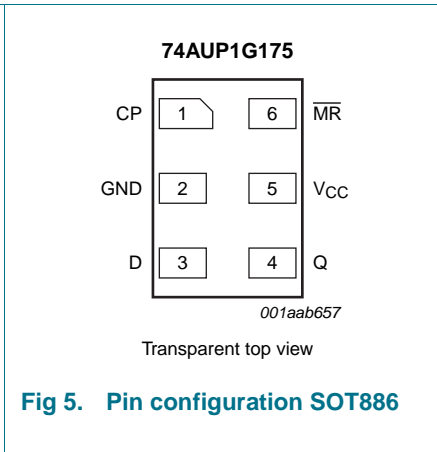 74AUP1G175
CP 1 6 M̅R̅
GND 2 5 VCC
D 3 4 Q
001aab657
Transparent top view
Fig 5. Pin configuration SOT886